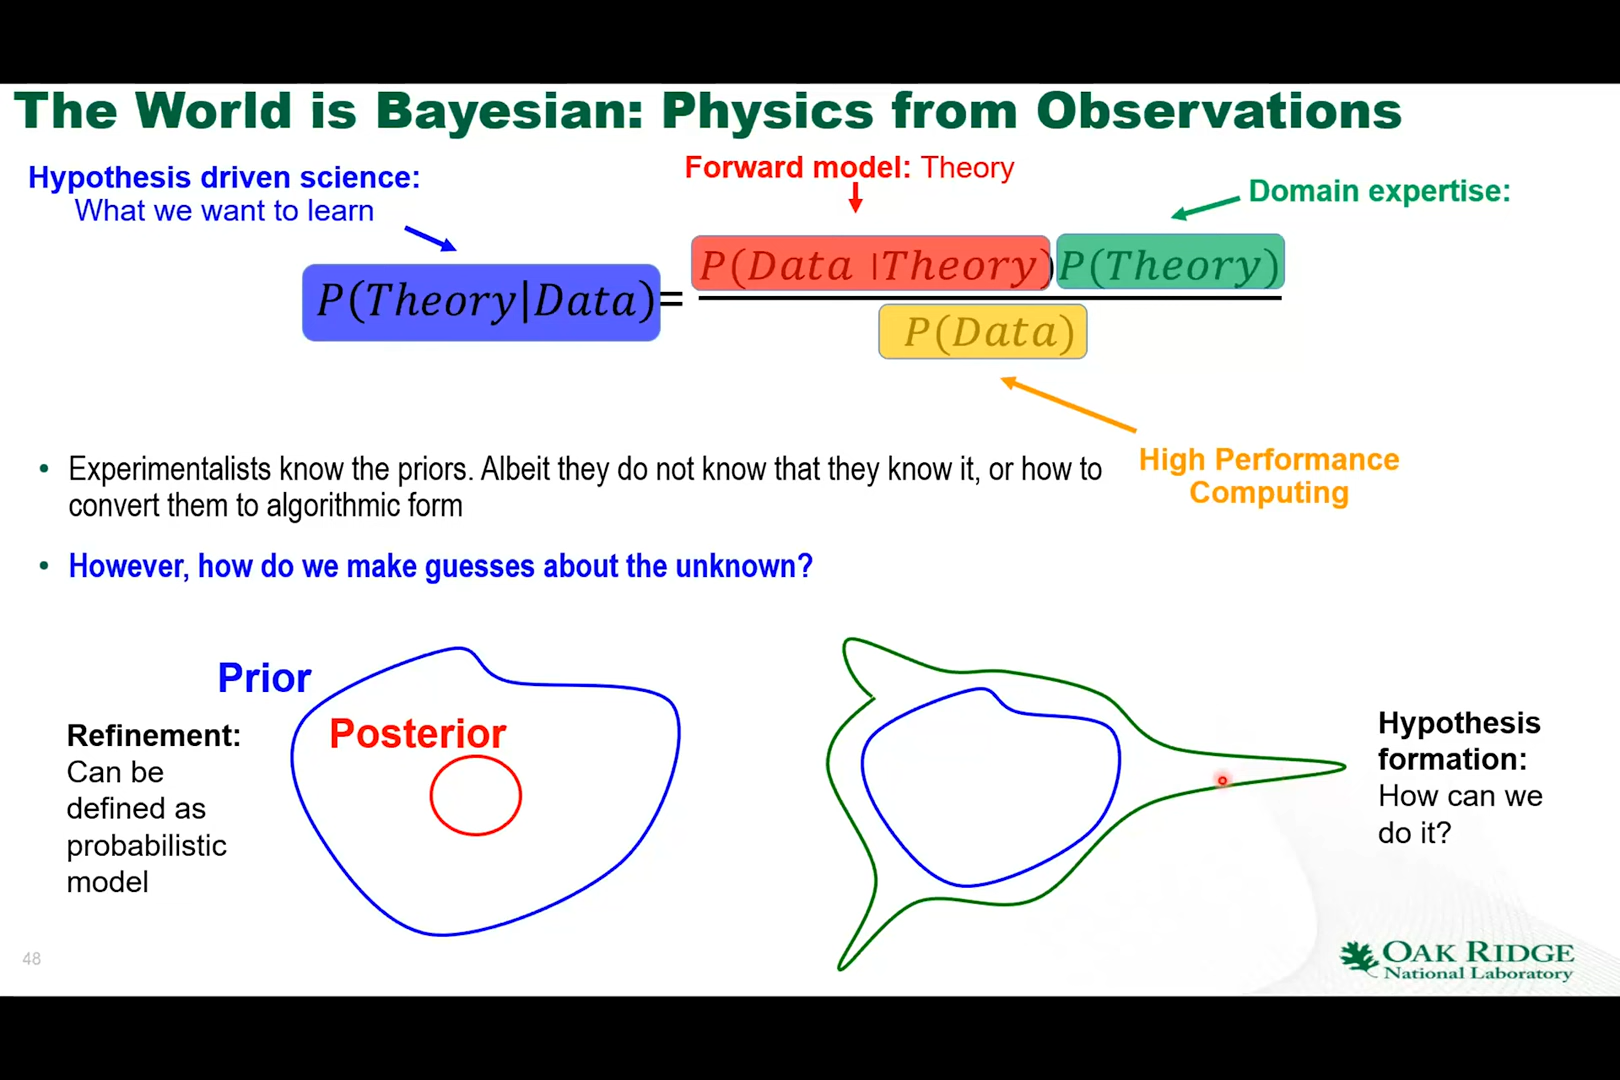 The World is Bayesian: Physics from Observations
Hypothesis driven science:
What we want to learn
Forward model: Theory
Domain expertise:
P(Theory|Data)=
P(Data |Theory)P(Theory)
P(Data)
High Performance
Computing
• Experimentalists know the priors. Albeit they do not know that they know it, or how to
convert them to algorithmic form
• However, how do we make guesses about the unknown?
Prior
Posterior
Refinement:
Can be
defined as
probabilistic
model
Hypothesis
formation:
How can we
do it?
48
OAK RIDGE
National Laboratory